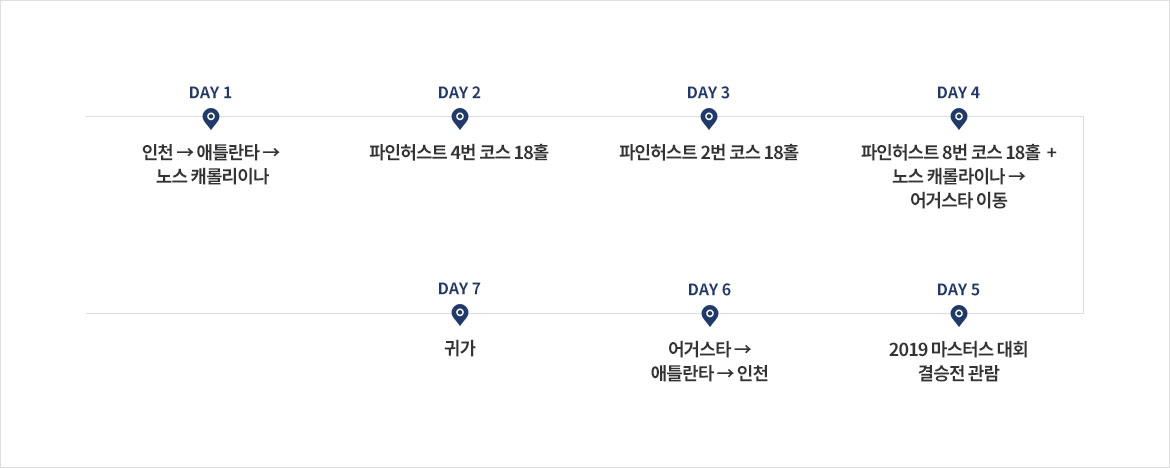 DAY 1
인천 → 애틀란타 →
노스 캐롤리이나
DAY 2
파인허스트 4번 코스 18홀
DAY 3
파인허스트 2번 코스 18홀
DAY 4
파인허스트 8번 코스 18홀 +
노스 캐롤라이나 →
어거스타 이동
DAY 5
2019 마스터스 대회
결승전 관람
DAY 6
어거스타 →
애틀란타 → 인천
DAY 7
귀가